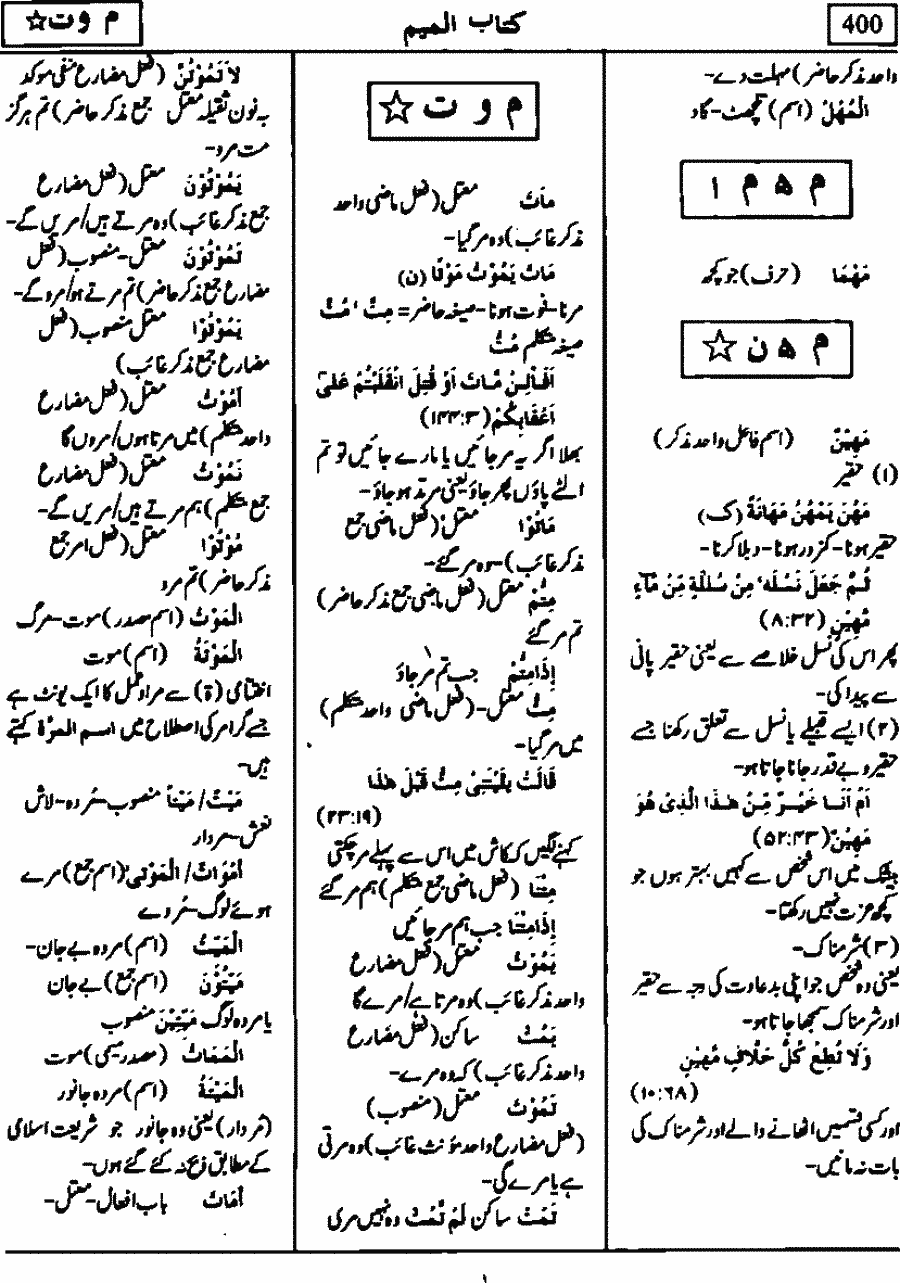 400
کتاب المیم
م و ت ☆
واحد مذکر حاضر) مہلت دے-
الْمُهْلُ (اسم) تلچھٹ-گاد
م ھ م ا
مَهْمَا (حرف) جو کچھ
م ھ ن ☆
مَهِيْنٌ (اسم فاعل واحد مذکر)
(۱) حقیر
مَهُنَ يَمْهُنُ مَهَانَةً (ک)
حقیر ہونا-کمزور ہونا-دبلا کرنا-
ثُمَّ جَعَلَ نَسْلَه' مِنْ سُلٰلَةٍ مِّنْ مَّآءٍ
مَّهِيْنٍ (۸:۳۲)
پھر اس کی نسل خلاصے سے یعنی حقیر پانی
سے پیدا کی-
(۲) ایسے قبیلے یا نسل سے تعلق رکھنا جسے
حقیر و بے قدر جانا جاتا ہو-
اَمْ اَنَا خَيْرٌ مِّنْ هٰذَا الَّذِىْ هُوَ
مَهِيْنٌ (۵۲:۴۳)
بیشک میں اس شخص سے کہیں بہتر ہوں جو
کچھ عزت نہیں رکھتا-
(۳) شرمناک-
یعنی وہ شخص جو اپنی بد عادت کی وجہ سے حقیر
اور شرمناک سمجھا جاتا ہو-
وَلَا تُطِعْ كُلَّ حَلَّافٍ مَّهِيْنٍ
(۱۰:۶۸)
اور کسی قسمیں اٹھانے والے اور شرمناک کی
بات نہ مانیں-
م و ت ☆
مَاتَ معتل (فعل ماضی واحد
مذکر غائب) وہ مر گیا-
مَاتَ يَمُوْتُ مَوْتًا (ن)
مرنا-فوت ہونا-صیغہ حاضر = مِتَّ ' مُتَّ
صیغہ متکلم مُتُّ
اَفَائِنْ مَّاتَ اَوْ قُتِلَ انْقَلَبْتُمْ عَلٰى
اَعْقَابِكُمْ (۱۴۴:۳)
بھلا اگر یہ مر جائیں یا مارے جائیں تو تم
الٹے پاؤں پھر جاؤ یعنی مرتد ہو جاؤ-
مَاتُوْا معتل: (فعل ماضی جمع
مذکر غائب)-وہ مر گئے-
مِتُّمْ معتل (فعل ماضی جمع مذکر حاضر)
تم مر گئے
اِذَامِتُّمْ جب تم مر جاؤ
مِتُّ معتل-(فعل ماضی واحد متکلم)
میں مر گیا-
قَالَتْ يٰلَيْتَنِىْ مِتُّ قَبْلَ هٰذَا
(۲۳:۱۹)
کہنے لگیں کہ کاش میں اس سے پہلے مر چکتی
مِتْنَا (فعل ماضی جمع متکلم) ہم مر گئے
اِذَامِتْنَا جب ہم مر جائیں
يَمُوْتُ معتل (فعل مضارع
واحد مذکر غائب) وہ مرتا ہے/مرے گا
يَمُتْ ساکن (فعل مضارع
واحد مذکر غائب) کہ وہ مرے-
تَمُوْتَ معتل (منصوب)
(فعل مضارع واحد مؤنث غائب) وہ مرتی
ہے یا مرے گی-
تَمُتْ ساکن لَمْ تَمُتْ وہ نہیں مری
لاَ تَمُوْتُنَّ (فعل مضارع منفی موکد
بہ نون ثقیلہ معتل جمع مذکر حاضر) تم ہرگز
مت مرو-
يَمُوْتُوْنَ معتل (فعل مضارع
جمع مذکر غائب) وہ مرتے ہیں/مریں گے-
تَمُوْتُوْنَ معتل-منصوب (فعل
مضارع جمع مذکر حاضر) تم مرتے ہو/مرو گے-
يَمُوْتُوْا معتل منصوب (فعل
مضارع جمع مذکر غائب)
اَمُوْتُ معتل (فعل مضارع
واحد متکلم) میں مرتا ہوں/مروں گا
نَمُوْتُ معتل (فعل مضارع
جمع متکلم) ہم مرتے ہیں/مریں گے-
مُوْتُوْا معتل (فعل امر جمع
مذکر حاضر) تم مرو
الْمَوْتُ (اسم مصدر) موت-مرگ
الْمَوْتَةُ (اسم) موت
اختتامی (ة) سے مراد عمل کا ایک یونٹ ہے
جسے گرامر کی اصطلاح میں اسم المرّة کہتے
ہیں-
مَيْتٌ/ مَيْتاً منصوب-مُردہ-لاش
نعش-مردار
اَمْوَاتٌ/ الْمَوْتٰى' (اسم جمع) مرے
ہوئے لوگ-مُردے
الْمَيِّتُ (اسم) مردہ بے جان-
مَيِّتُوْنَ (اسم جمع) بے جان
یا مردہ لوگ مَيِّتِيْنَ منصوب
الْمَمَاتُ (مصدر میمی) موت
الْمَيْتَةُ (اسم) مردہ جانور
(مُردار) یعنی وہ جانور جو شریعت اسلامی
کے مطابق ذبح نہ کئے گئے ہوں-
اَمَاتَ باب افعال-معتل-